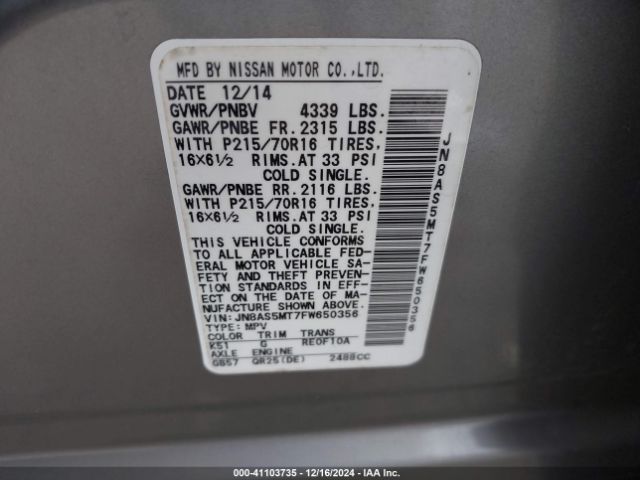 MFD BY NISSAN MOTOR CO.,LTD.
DATE 12/14
GVWR/PNBV 4339 LBS.
GAWR/PNBE FR. 2315 LBS.
WITH P215/70R16 TIRES.
16X6½ RIMS. AT 33 PSI
COLD SINGLE.
GAWR/PNBE RR. 2116 LBS.
WITH P215/70R16 TIRES.
16X6½ RIMS. AT 33 PSI
COLD SINGLE.
THIS VEHICLE CONFORMS
TO ALL APPLICABLE FED-
ERAL MOTOR VEHICLE SA-
FETY AND THEFT PREVEN-
TION STANDARDS IN EFF-
ECT ON THE DATE OF MA-
NUFACTURE SHOWN ABOVE.
VIN: JN8AS5MT7FW650356
TYPE: MPV
COLOR TRIM TRANS
K51 G RE0F10A
AXLE ENGINE
GB57 QR25(DE) 2488CC
JN8AS5MT7FW650356
000-41103735 - 12/16/2024 - IAA Inc.